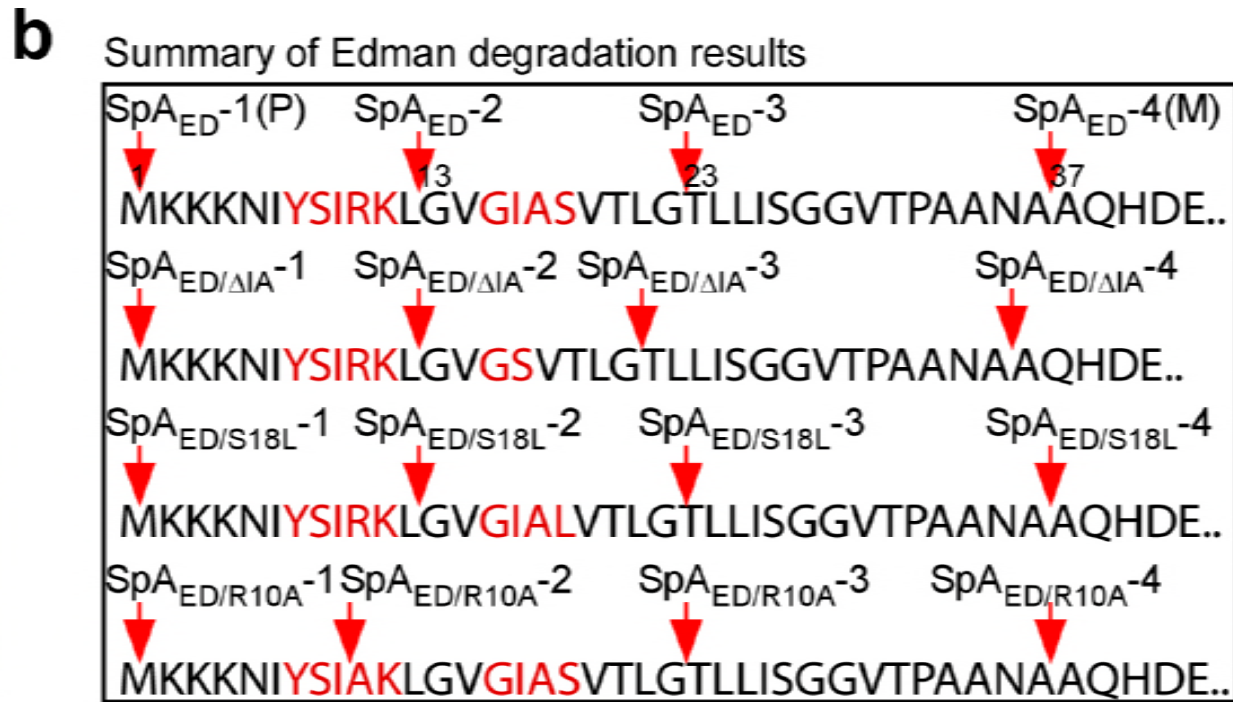 b
Summary of Edman degradation results
SpAED-1(P) SpAED-2 SpAED-3 SpAED-4(M)
1 13 23 37
MKKKNIYSIRKLGVGIASVTLGTLLISGGVTPAANAAQHDE..
SpAED/ΔIA-1 SpAED/ΔIA-2 SpAED/ΔIA-3 SpAED/ΔIA-4
MKKKNIYSIRKLGVGSVTLGTLLISGGVTPAANAAQHDE..
SpAED/S18L-1 SpAED/S18L-2 SpAED/S18L-3 SpAED/S18L-4
MKKKNIYSIRKLGVGIALVTLGTLLISGGVTPAANAAQHDE..
SpAED/R10A-1 SpAED/R10A-2 SpAED/R10A-3 SpAED/R10A-4
MKKKNIYSIAKLGVGIASVTLGTLLISGGVTPAANAAQHDE..